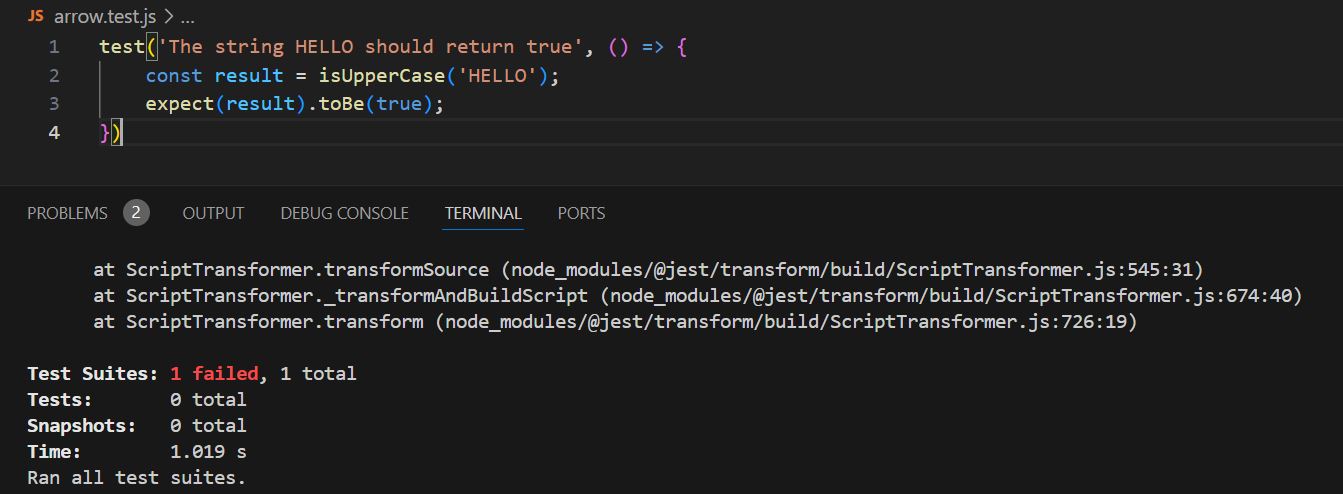 JS arrow.test.js > ...
1 test('The string HELLO should return true', () => {
2 const result = isUpperCase('HELLO');
3 expect(result).toBe(true);
4 })
PROBLEMS 2 OUTPUT DEBUG CONSOLE TERMINAL PORTS
at ScriptTransformer.transformSource (node_modules/@jest/transform/build/ScriptTransformer.js:545:31)
at ScriptTransformer._transformAndBuildScript (node_modules/@jest/transform/build/ScriptTransformer.js:674:40)
at ScriptTransformer.transform (node_modules/@jest/transform/build/ScriptTransformer.js:726:19)
Test Suites: 1 failed, 1 total
Tests: 0 total
Snapshots: 0 total
Time: 1.019 s
Ran all test suites.